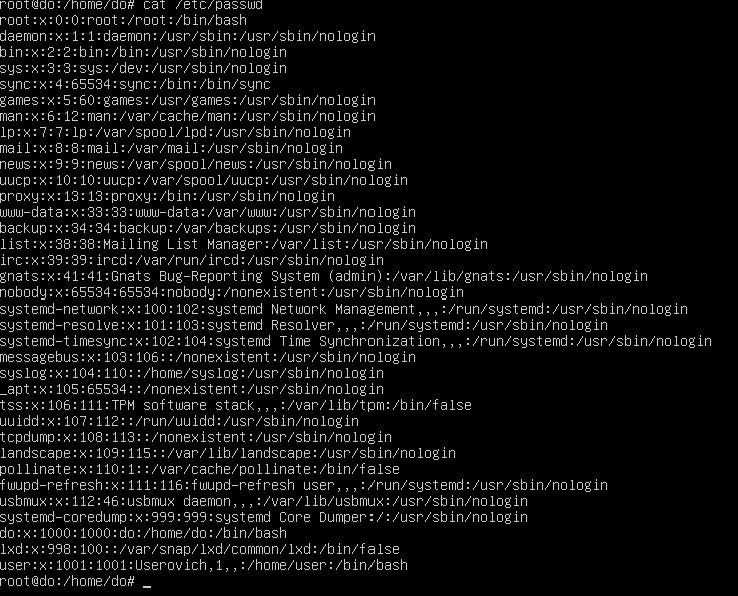 root@do:/home/do# cat /etc/passwd
root:x:0:0:root:/root:/bin/bash
daemon:x:1:1:daemon:/usr/sbin:/usr/sbin/nologin
bin:x:2:2:bin:/bin:/usr/sbin/nologin
sys:x:3:3:sys:/dev:/usr/sbin/nologin
sync:x:4:65534:sync:/bin:/bin/sync
games:x:5:60:games:/usr/games:/usr/sbin/nologin
man:x:6:12:man:/var/cache/man:/usr/sbin/nologin
lp:x:7:7:lp:/var/spool/lpd:/usr/sbin/nologin
mail:x:8:8:mail:/var/mail:/usr/sbin/nologin
news:x:9:9:news:/var/spool/news:/usr/sbin/nologin
uucp:x:10:10:uucp:/var/spool/uucp:/usr/sbin/nologin
proxy:x:13:13:proxy:/bin:/usr/sbin/nologin
www-data:x:33:33:www-data:/var/www:/usr/sbin/nologin
backup:x:34:34:backup:/var/backups:/usr/sbin/nologin
list:x:38:38:Mailing List Manager:/var/list:/usr/sbin/nologin
irc:x:39:39:ircd:/var/run/ircd:/usr/sbin/nologin
gnats:x:41:41:Gnats Bug-Reporting System (admin):/var/lib/gnats:/usr/sbin/nologin
nobody:x:65534:65534:nobody:/nonexistent:/usr/sbin/nologin
systemd-network:x:100:102:systemd Network Management,,,:/run/systemd:/usr/sbin/nologin
systemd-resolve:x:101:103:systemd Resolver,,,:/run/systemd:/usr/sbin/nologin
systemd-timesync:x:102:104:systemd Time Synchronization,,,:/run/systemd:/usr/sbin/nologin
messagebus:x:103:106::/nonexistent:/usr/sbin/nologin
syslog:x:104:110::/home/syslog:/usr/sbin/nologin
_apt:x:105:65534::/nonexistent:/usr/sbin/nologin
tss:x:106:111:TPM software stack,,,:/var/lib/tpm:/bin/false
uuidd:x:107:112::/run/uuidd:/usr/sbin/nologin
tcpdump:x:108:113::/nonexistent:/usr/sbin/nologin
landscape:x:109:115::/var/lib/landscape:/usr/sbin/nologin
pollinate:x:110:1::/var/cache/pollinate:/bin/false
fwupd-refresh:x:111:116:fwupd-refresh user,,,:/run/systemd:/usr/sbin/nologin
usbmux:x:112:46:usbmux daemon,,,:/var/lib/usbmux:/usr/sbin/nologin
systemd-coredump:x:999:999:systemd Core Dumper:/:/usr/sbin/nologin
do:x:1000:1000:do:/home/do:/bin/bash
lxd:x:998:100::/var/snap/lxd/common/lxd:/bin/false
user:x:1001:1001:Userovich,1,,:/home/user:/bin/bash
root@do:/home/do# _